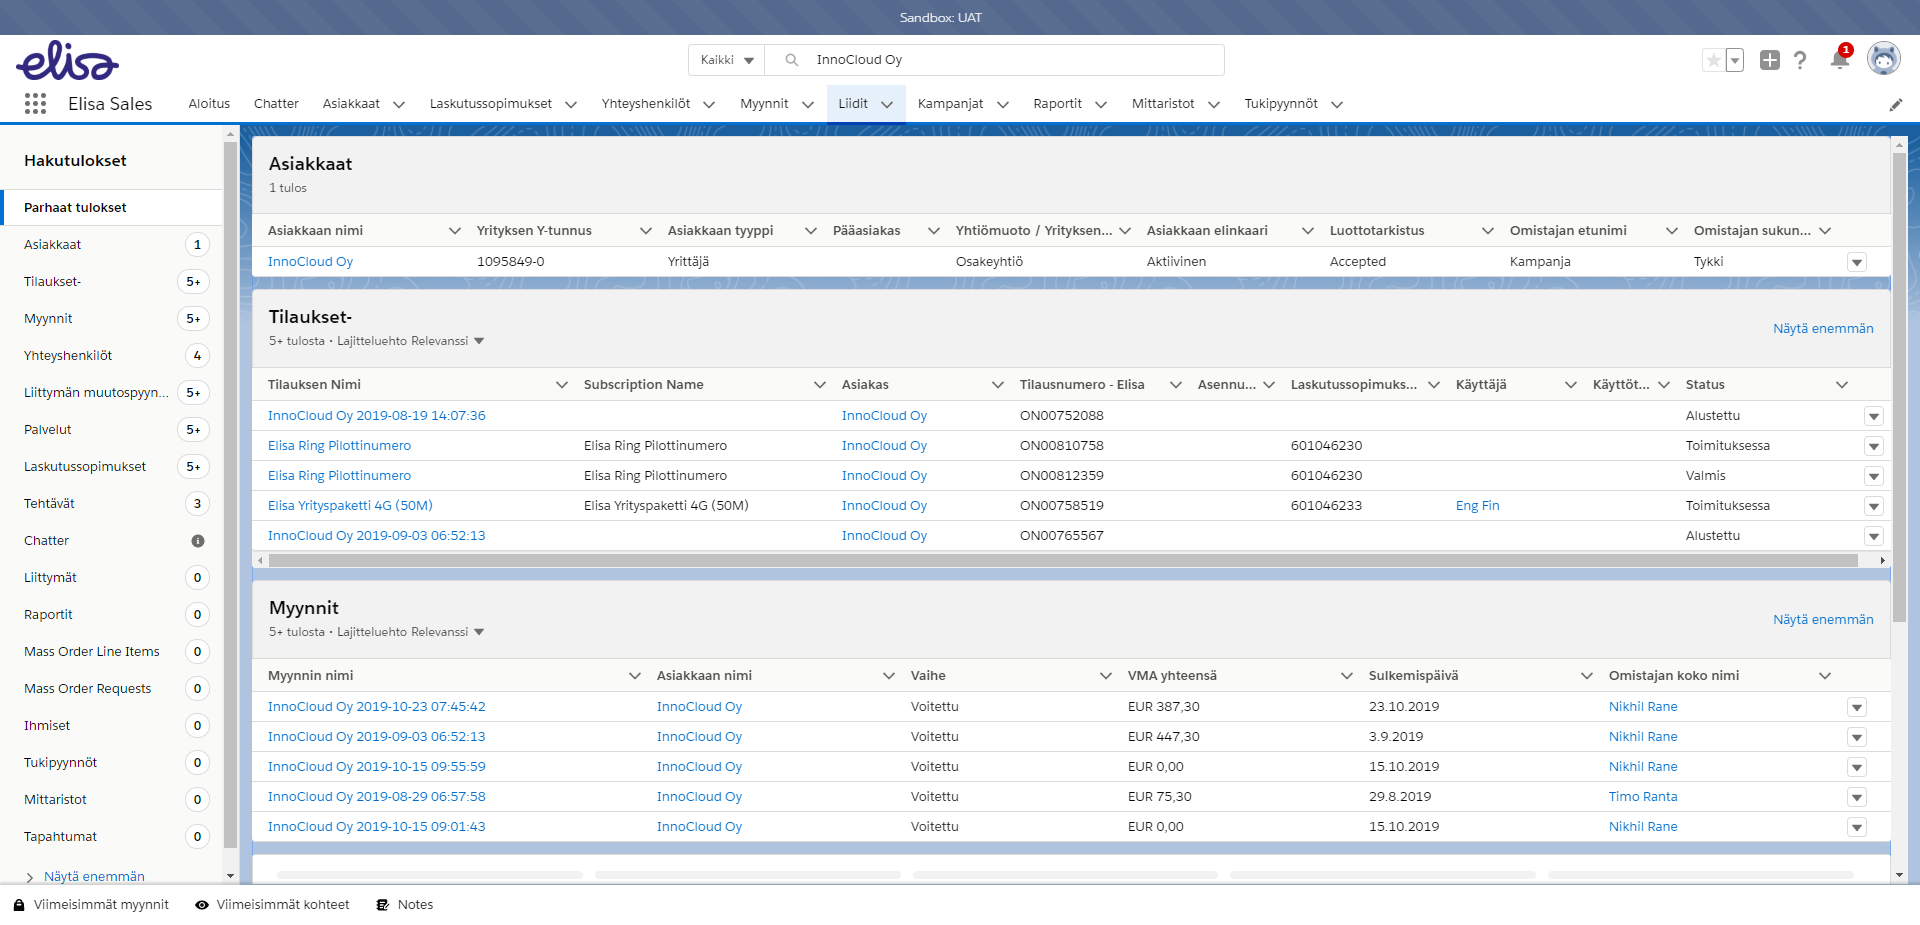 Sandbox: UAT
elisa
Kaikki InnoCloud Oy
1
Elisa Sales Aloitus Chatter Asiakkaat Laskutussopimukset Yhteyshenkilöt Myynnit Liidit Kampanjat Raportit Mittaristot Tukipyynnöt
Hakutulokset
Parhaat tulokset
Asiakkaat 1
Tilaukset- 5+
Myynnit 5+
Yhteyshenkilöt 4
Liittymän muutospyyn... 5+
Palvelut 5+
Laskutussopimukset 5+
Tehtävät 3
Chatter
Liittymät 0
Raportit 0
Mass Order Line Items 0
Mass Order Requests 0
Ihmiset 0
Tukipyynnöt 0
Mittaristot 0
Tapahtumat 0
Näytä enemmän
Asiakkaat
1 tulos
Asiakkaan nimi Yrityksen Y-tunnus Asiakkaan tyyppi Pääasiakas Yhtiömuoto / Yrityksen... Asiakkaan elinkaari Luottotarkistus Omistajan etunimi Omistajan sukun...
InnoCloud Oy 1095849-0 Yrittäjä Osakeyhtiö Aktiivinen Accepted Kampanja Tykki
Tilaukset-
5+ tulosta • Lajitteluehto Relevanssi
Näytä enemmän
Tilauksen Nimi Subscription Name Asiakas Tilausnumero - Elisa Asennu... Laskutussopimuks... Käyttäjä Käyttöt... Status
InnoCloud Oy 2019-08-19 14:07:36 InnoCloud Oy ON00752088 Alustettu
Elisa Ring Pilottinumero Elisa Ring Pilottinumero InnoCloud Oy ON00810758 601046230 Toimituksessa
Elisa Ring Pilottinumero Elisa Ring Pilottinumero InnoCloud Oy ON00812359 601046230 Valmis
Elisa Yrityspaketti 4G (50M) Elisa Yrityspaketti 4G (50M) InnoCloud Oy ON00758519 601046233 Eng Fin Toimituksessa
InnoCloud Oy 2019-09-03 06:52:13 InnoCloud Oy ON00765567 Alustettu
Myynnit
5+ tulosta • Lajitteluehto Relevanssi
Näytä enemmän
Myynnin nimi Asiakkaan nimi Vaihe VMA yhteensä Sulkemispäivä Omistajan koko nimi
InnoCloud Oy 2019-10-23 07:45:42 InnoCloud Oy Voitettu EUR 387,30 23.10.2019 Nikhil Rane
InnoCloud Oy 2019-09-03 06:52:13 InnoCloud Oy Voitettu EUR 447,30 3.9.2019 Nikhil Rane
InnoCloud Oy 2019-10-15 09:55:59 InnoCloud Oy Voitettu EUR 0,00 15.10.2019 Nikhil Rane
InnoCloud Oy 2019-08-29 06:57:58 InnoCloud Oy Voitettu EUR 75,30 29.8.2019 Timo Ranta
InnoCloud Oy 2019-10-15 09:01:43 InnoCloud Oy Voitettu EUR 0,00 15.10.2019 Nikhil Rane
Viimeisimmät myynnit Viimeisimmät kohteet Notes